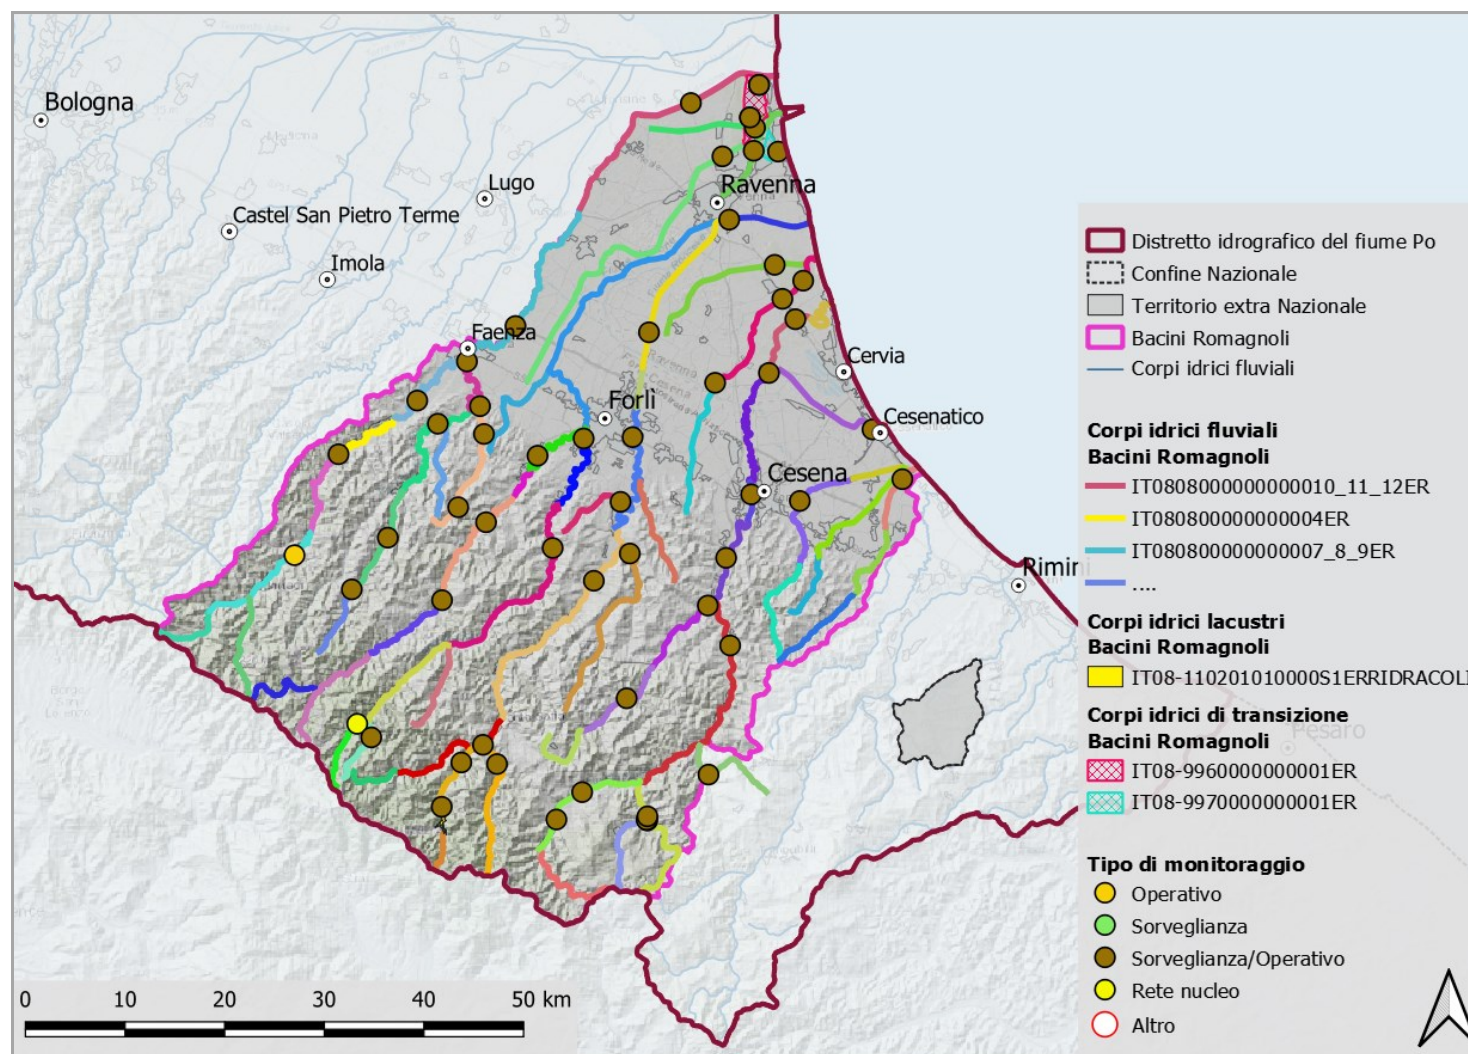 Bologna
Lugo
Ravenna
Castel San Pietro Terme
Imola
Faenza
Cervia
Forlì
Cesenatico
Cesena
Rimini
Pesaro
Distretto idrografico del fiume Po
Confine Nazionale
Territorio extra Nazionale
Bacini Romagnoli
Corpi idrici fluviali
Corpi idrici fluviali
Bacini Romagnoli
IT0808000000000010_11_12ER
IT080800000000004ER
IT080800000000007_8_9ER
....
Corpi idrici lacustri
Bacini Romagnoli
IT08-110201010000S1ERRIDRACOLI
Corpi idrici di transizione
Bacini Romagnoli
IT08-9960000000001ER
IT08-9970000000001ER
Tipo di monitoraggio
Operativo
Sorveglianza
Sorveglianza/Operativo
Rete nucleo
Altro
0 10 20 30 40 50 km